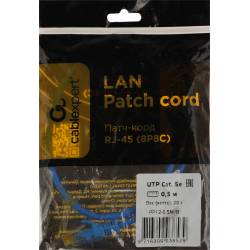 cablexpert
LAN
Patch cord
Патч-корд
RJ-45 (8P8C)
UTP Cat. 5e
0,5 м